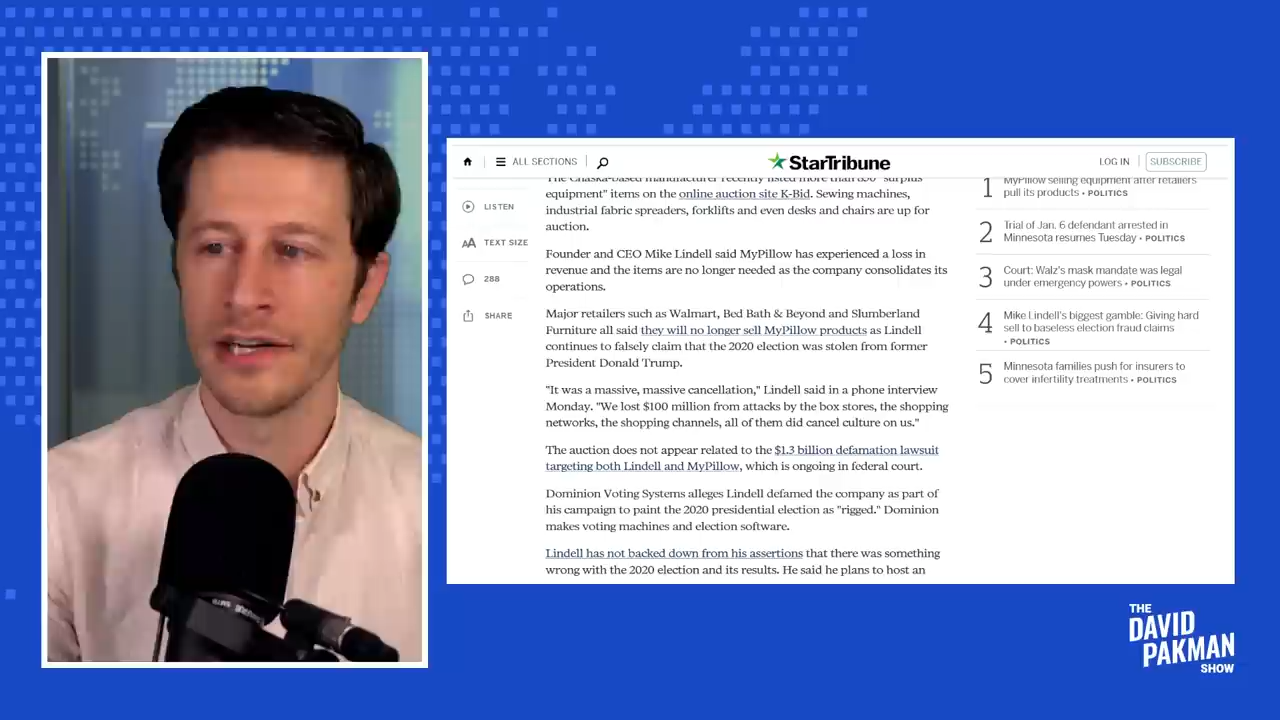 ALL SECTIONS
StarTribune
LOG IN
SUBSCRIBE
LISTEN
TEXT SIZE
288
SHARE
The Chaska-based manufacturer recently listed more than 850 "surplus
equipment" items on the online auction site K-Bid. Sewing machines,
industrial fabric spreaders, forklifts and even desks and chairs are up for
auction.
Founder and CEO Mike Lindell said MyPillow has experienced a loss in
revenue and the items are no longer needed as the company consolidates its
operations.
Major retailers such as Walmart, Bed Bath & Beyond and Slumberland
Furniture all said they will no longer sell MyPillow products as Lindell
continues to falsely claim that the 2020 election was stolen from former
President Donald Trump.
"It was a massive, massive cancellation," Lindell said in a phone interview
Monday. "We lost $100 million from attacks by the box stores, the shopping
networks, the shopping channels, all of them did cancel culture on us."
The auction does not appear related to the $1.3 billion defamation lawsuit
targeting both Lindell and MyPillow, which is ongoing in federal court.
Dominion Voting Systems alleges Lindell defamed the company as part of
his campaign to paint the 2020 presidential election as "rigged." Dominion
makes voting machines and election software.
Lindell has not backed down from his assertions that there was something
wrong with the 2020 election and its results. He said he plans to host an
1
MyPillow selling equipment after retailers
pull its products • POLITICS
2
Trial of Jan. 6 defendant arrested in
Minnesota resumes Tuesday • POLITICS
3
Court: Walz's mask mandate was legal
under emergency powers • POLITICS
4
Mike Lindell's biggest gamble: Giving hard
sell to baseless election fraud claims
• POLITICS
5
Minnesota families push for insurers to
cover infertility treatments • POLITICS
THE
DAVID
PAKMAN
SHOW